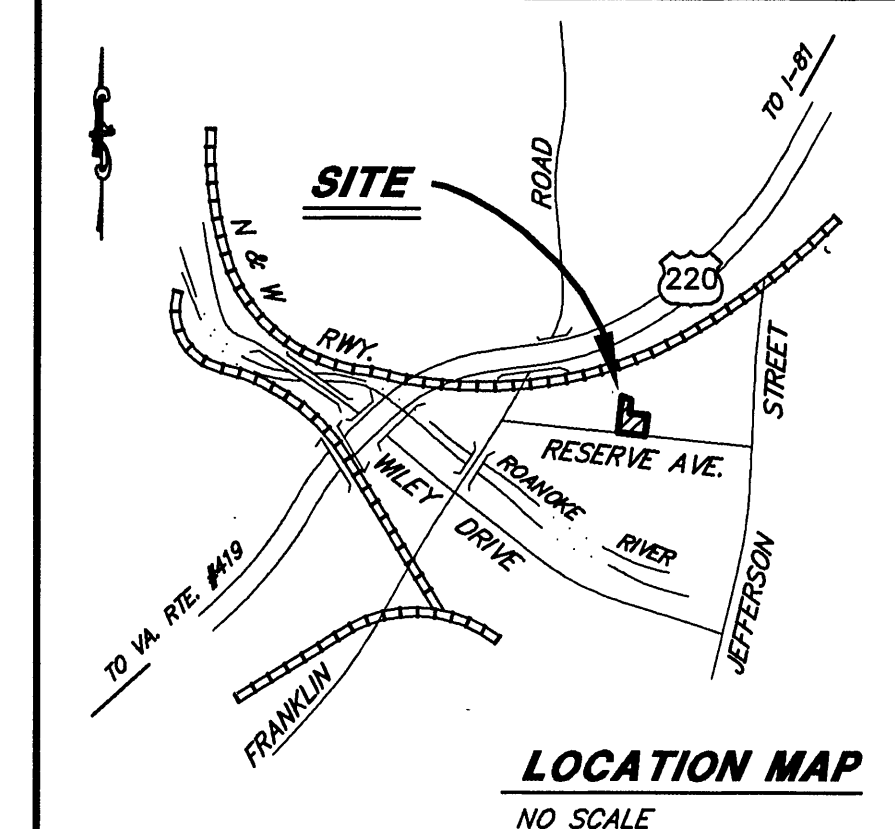 TO I-81
ROAD
SITE
N & W
RWY.
220
STREET
RESERVE AVE.
ROANOKE
RIVER
WILEY
DRIVE
TO VA. RTE. #419
JEFFERSON
FRANKLIN
LOCATION MAP
NO SCALE